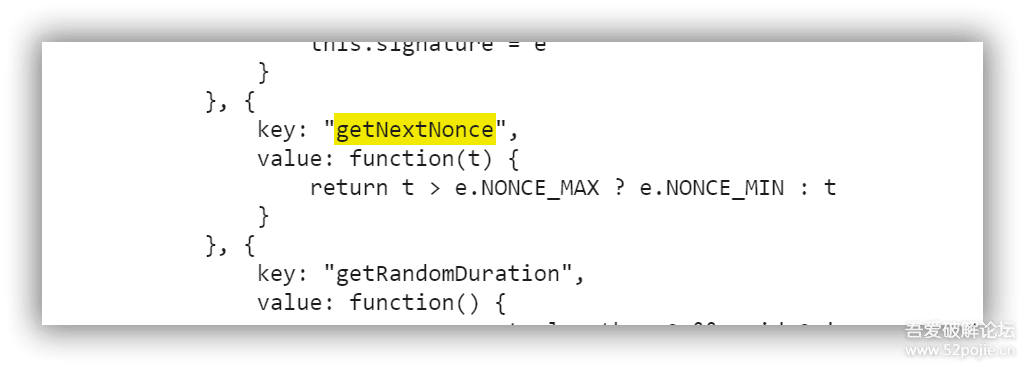 this.signature = e
}
}, {
key: "getNextNonce",
value: function(t) {
return t > e.NONCE_MAX ? e.NONCE_MIN : t
}
}, {
key: "getRandomDuration",
value: function() {
吾爱破解论坛
www.52pojie.cn